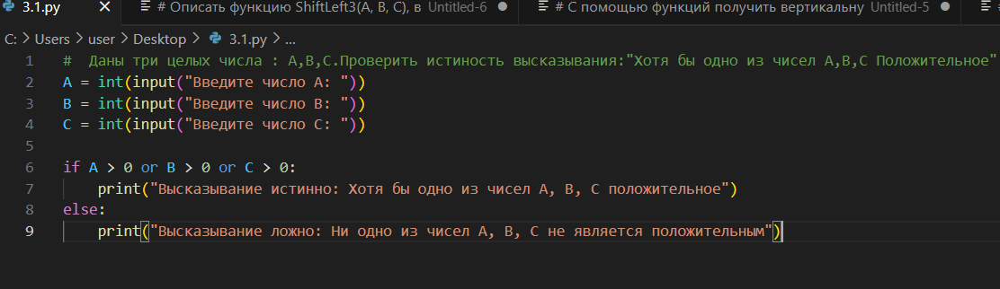 3.1.py × # Описать функцию ShiftLeft3(A, B, C), в Untitled-6 # С помощью функций получить вертикальну Untitled-5 #
C: > Users > user > Desktop > 3.1.py > ...
1 # Даны три целых числа : A,B,C.Проверить истиность высказывания:"Хотя бы одно из чисел A,B,C Положительное"
2 A = int(input("Введите число A: "))
3 B = int(input("Введите число B: "))
4 C = int(input("Введите число C: "))
5
6 if A > 0 or B > 0 or C > 0:
7 print("Высказывание истинно: Хотя бы одно из чисел A, B, C положительное")
8 else:
9 print("Высказывание ложно: Ни одно из чисел A, B, C не является положительным")